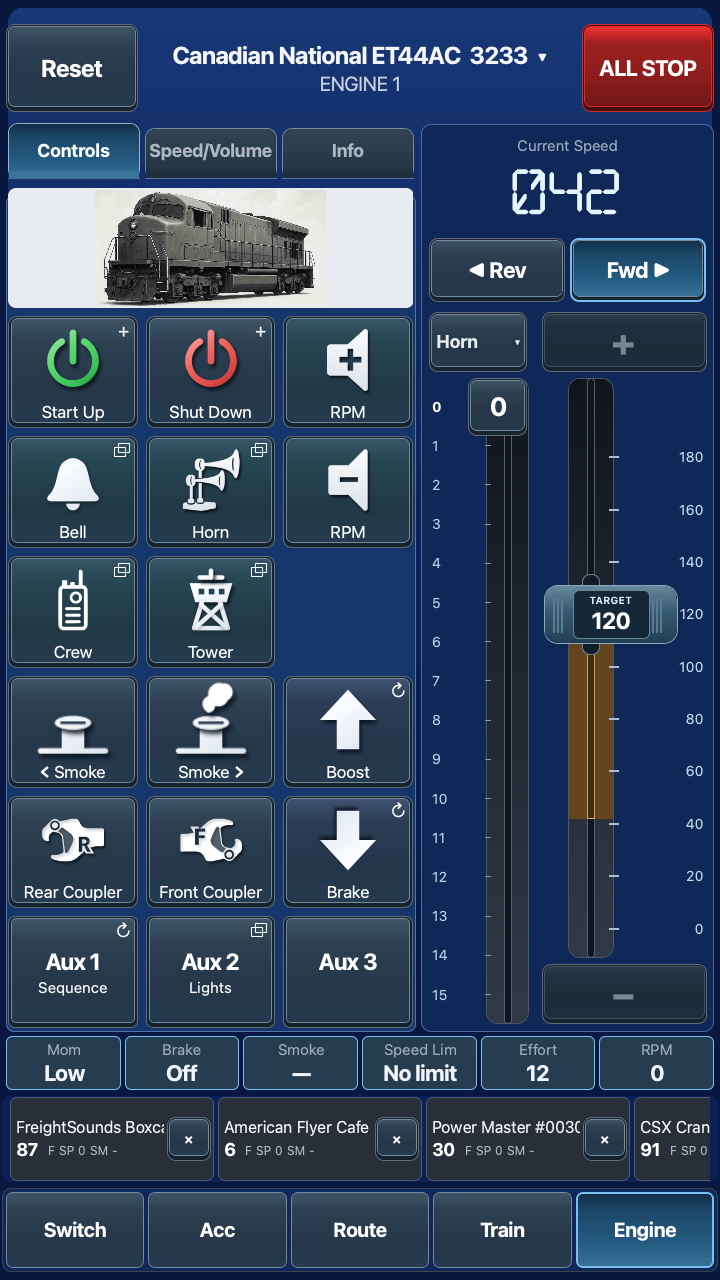 Reset
Canadian National ET44AC 3233 ▼
ENGINE 1
ALL STOP
Controls
Speed/Volume
Info
Current Speed
042
◀ Rev
Fwd ▶
Horn ▾
+
Start Up
+
Shut Down
+
RPM
Bell
Horn
RPM
Crew
Tower
< Smoke
Smoke >
Boost
R
Rear Coupler
F
Front Coupler
Brake
Aux 1
Sequence
Aux 2
Lights
Aux 3
0
0
1
2
3
4
5
6
7
8
9
10
11
12
13
14
15
180
160
140
120
100
80
60
40
20
0
TARGET
120
−
Mom
Low
Brake
Off
Smoke
—
Speed Lim
No limit
Effort
12
RPM
0
FreightSounds Boxc
87 F SP 0 SM -
×
American Flyer Cafe
6 F SP 0 SM -
×
Power Master #0030
30 F SP 0 SM -
×
CSX Cran
91 F SP 0
Switch
Acc
Route
Train
Engine